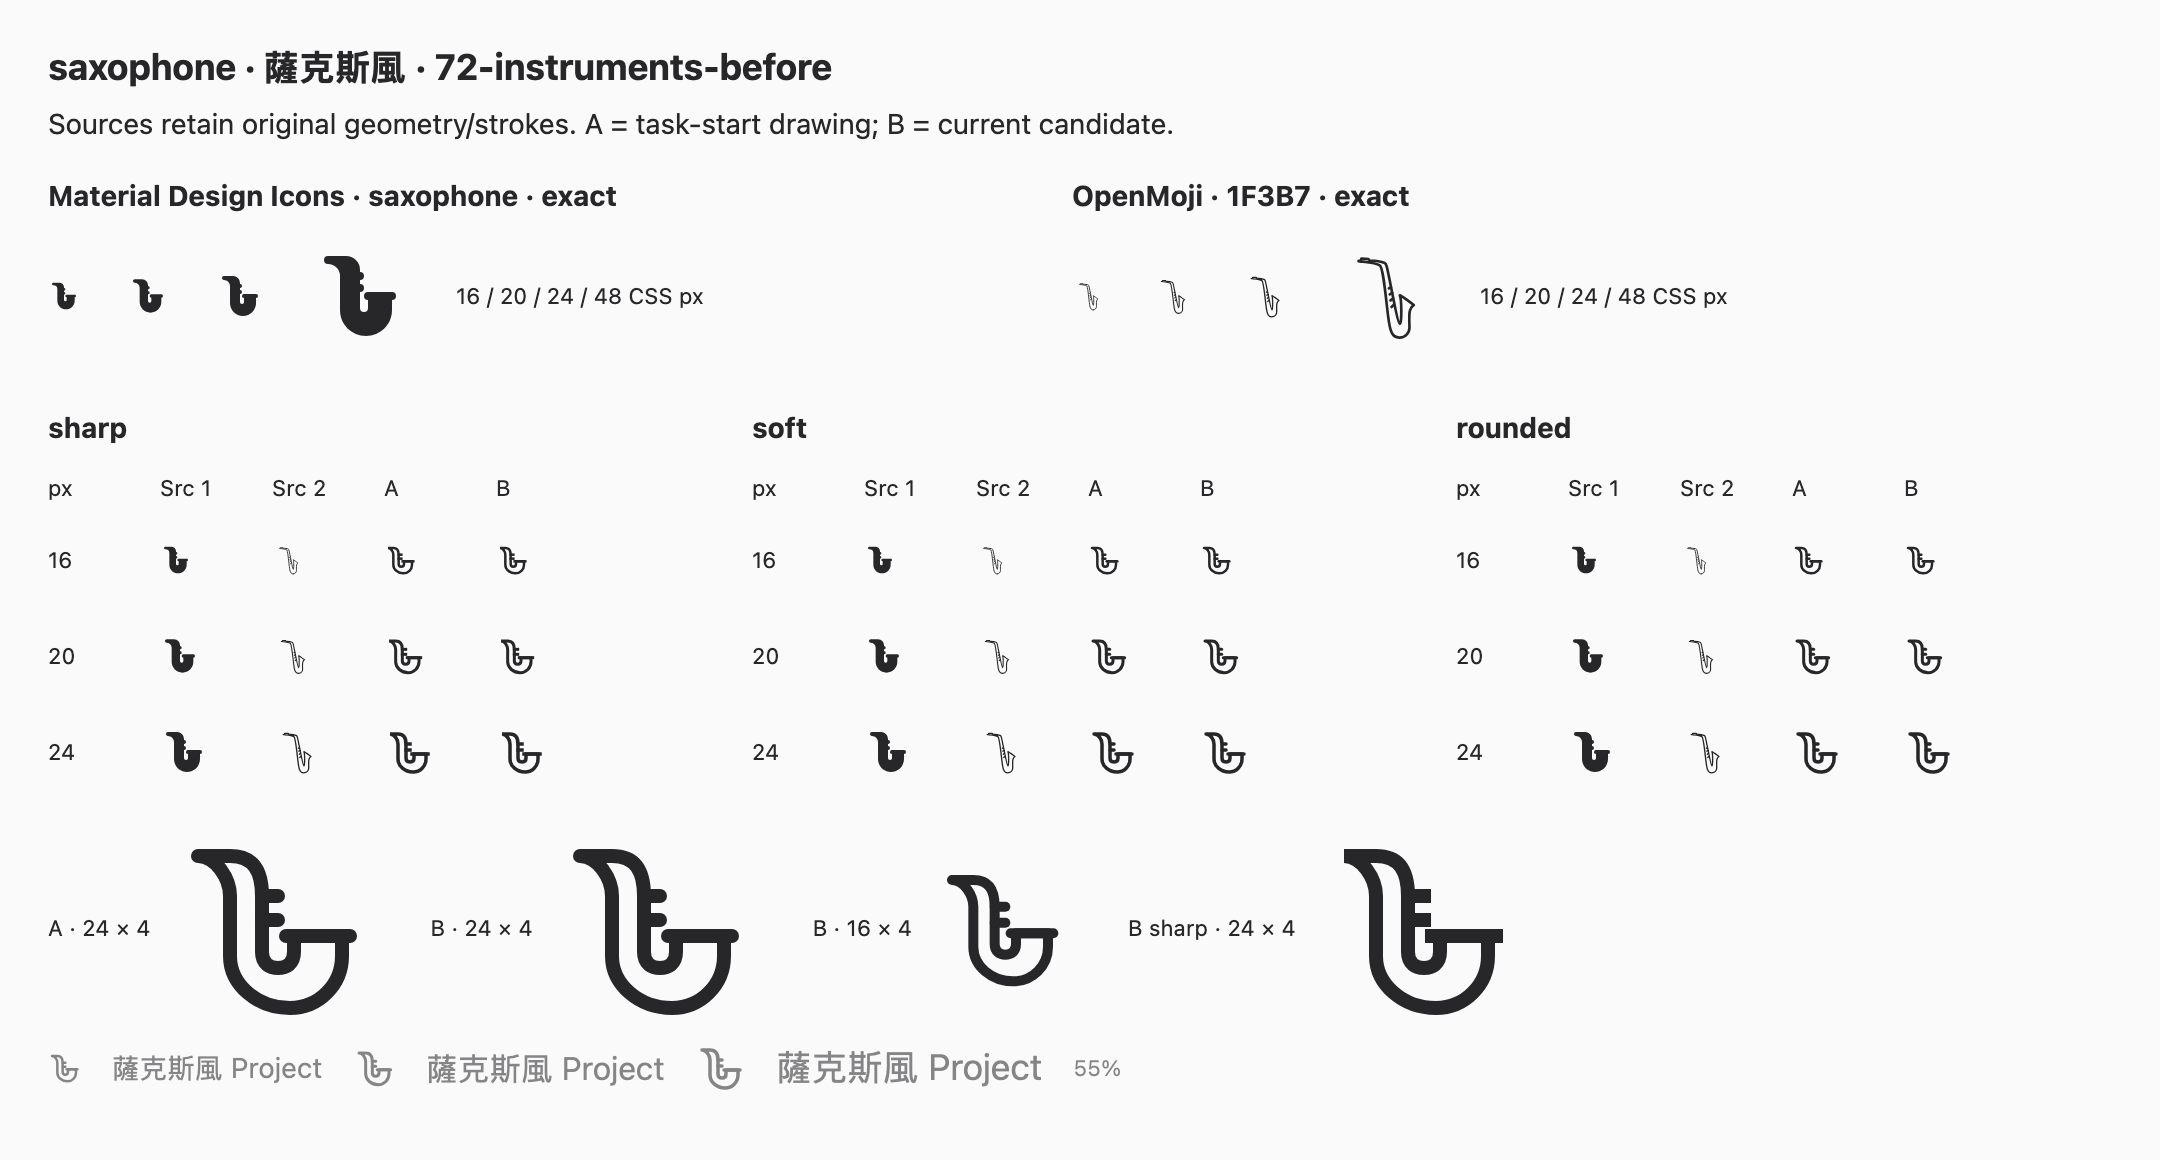 saxophone · 薩克斯風 · 72-instruments-before
Sources retain original geometry/strokes. A = task-start drawing; B = current candidate.
Material Design Icons · saxophone · exact
16 / 20 / 24 / 48 CSS px
OpenMoji · 1F3B7 · exact
16 / 20 / 24 / 48 CSS px
sharp
px Src 1 Src 2 A B
16
20
24
soft
px Src 1 Src 2 A B
16
20
24
rounded
px Src 1 Src 2 A B
16
20
24
A · 24 × 4
B · 24 × 4
B · 16 × 4
B sharp · 24 × 4
薩克斯風 Project 薩克斯風 Project 薩克斯風 Project 55%